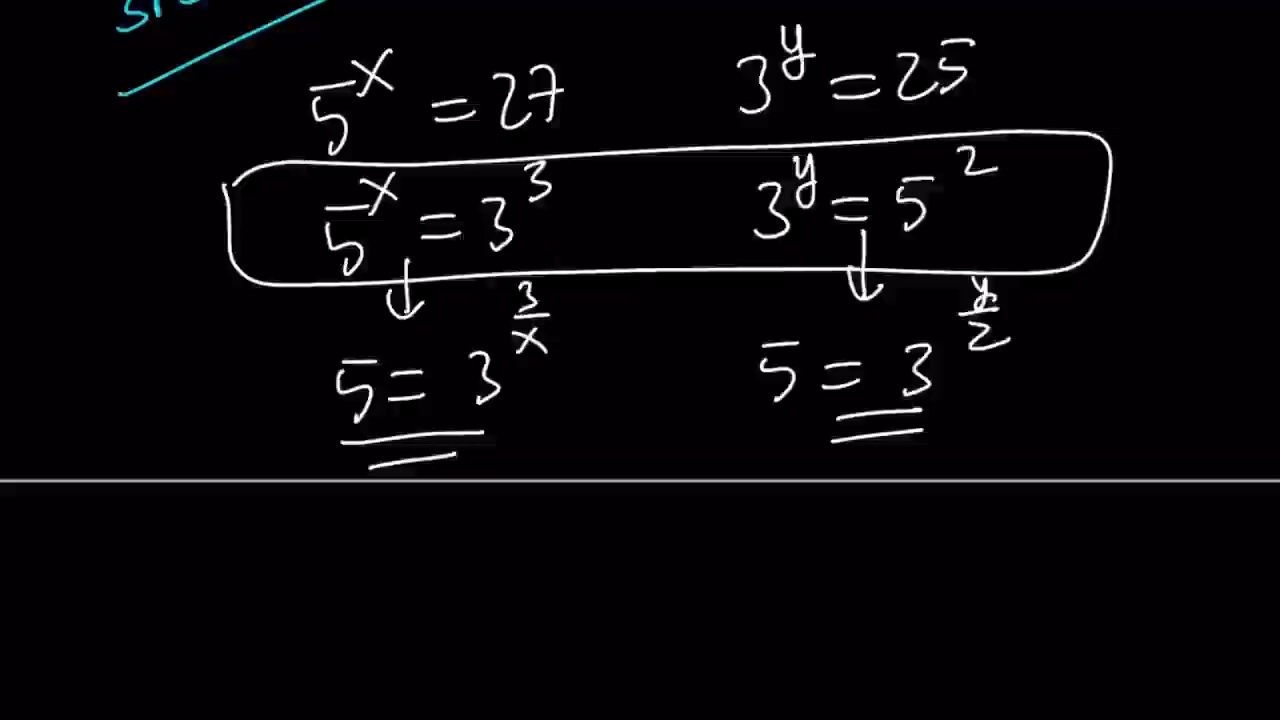 5^x = 27    3^y = 25
5^x = 3^3    3^y = 5^2
5 = 3^(3/x)    5 = 3^(y/2)